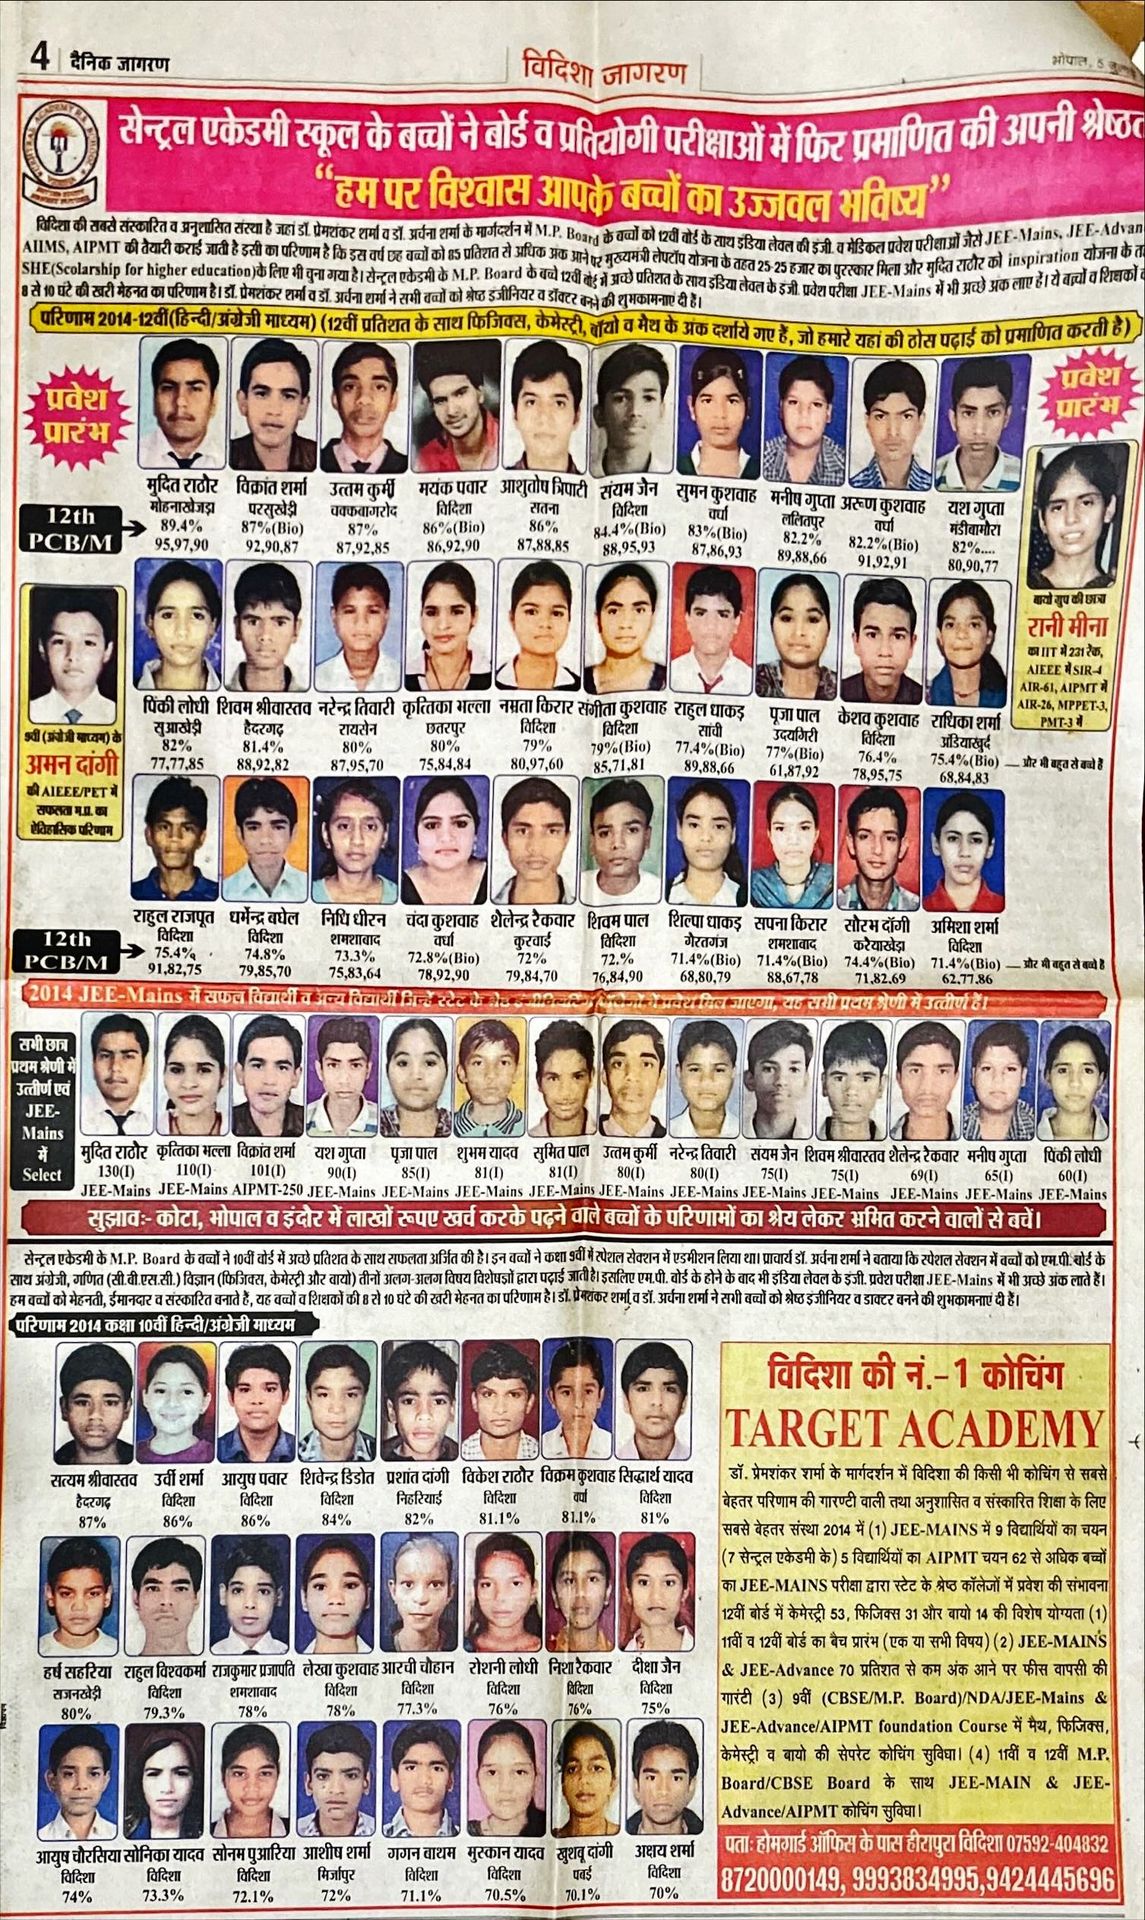 4 दैनिक जागरण
विदिशा जागरण
भोपाल, 5
सेन्ट्रल एकेडमी स्कूल के बच्चों ने बोर्ड व प्रतियोगी परीक्षाओं में फिर प्रमाणित की अपनी
“हम पर विश्वास आपके बच्चों का उज्जवल भविष्य”
विदिशा की सबसे संस्कारित व अनुशासित संस्था है जहां डॉ. प्रेमशंकर शर्मा व डॉ. अर्चना शर्मा के मार्गदर्शन में M.P. Board के बच्चों को 12वीं बोर्ड के साथ इंडिया लेवल की इंजी. व मेडिकल प्रवेश परीक्षाओं जैसे JEE-Mains, JEE-Advan
AIIMS, AIPMT की तैयारी कराई जाती है इसी का परिणाम है कि इस वर्ष छह बच्चों को 85 प्रतिशत से अधिक अंक आने पर मुख्यमंत्री लेपटॉप योजना के तहत 25-25 हजार का पुरस्कार मिला और मुदित राठौर को inspiration योजना के त
SHE(Scolarship for higher education)के लिए भी चुना गया है। सेन्ट्रल एकेडमी के M.P. Board के बच्चे 12वीं बोर्ड में अच्छे प्रतिशत के साथ इंडिया लेवल के इंजी. प्रवेश परीक्षा JEE-Mains में भी अच्छे अंक लाए हैं। ये बच्चों व शिक्षकों
8 से 10 घंटे की खरी मेहनत का परिणाम है। डॉ. प्रेमशंकर शर्मा व डॉ. अर्चना शर्मा ने सभी बच्चों को श्रेष्ठ इंजीनियर व डॉक्टर बनने की शुभकामनाएं दी हैं।
परिणाम 2014-12वीं(हिन्दी/अंग्रेजी माध्यम) (12वीं प्रतिशत के साथ फिजिक्स, केमेस्ट्री, बॉयो व मैथ के अंक दर्शाये गए हैं, जो हमारे यहां की ठोस पढ़ाई को प्रमाणित करती है)
प्रवेश
प्रारंभ
प्रवेश
प्रारंभ
मुदित राठौर विक्रांत शर्मा उत्तम कुर्मी मयंक पवार आशुतोष त्रिपाटी संयम जैन सुमन कुशवाह मनीष गुप्ता अरूण कुशवाह यश गुप्ता
मोहनाखेजड़ा परसुखेड़ी चक्कबागरोद विदिशा सतना विदिशा वर्धा ललितपुर वर्धा मंडीबामौरा
12th
PCB/M
89.4% 87%(Bio) 87% 86%(Bio) 86% 84.4%(Bio) 83%(Bio) 82.2% 82.2%(Bio) 82%....
95,97,90 92,90,87 87,92,85 86,92,90 87,88,85 88,95,93 87,86,93 89,88,66 91,92,91 80,90,77
बायो ग्रुप की छात्रा
रानी मीना
का IIT में 231 रैंक,
AIEEE में SIR-4
AIR-61, AIPMT में
AIR-26, MPPET-3,
PMT-3 में
9वीं (अंग्रेजी माध्यम) के
अमन दांगी
की AIEEE/PET में
सफलता म.प्र. का
ऐतिहासिक परिणाम
पिंकी लोधी शिवम श्रीवास्तव नरेन्द्र तिवारी कृत्तिका भल्ला नम्रता किरार संगीता कुशवाह राहुल धाकड़ पूजा पाल केशव कुशवाह राधिका शर्मा
सुआखेड़ी हैदरगढ़ रायसेन छतरपुर विदिशा विदिशा सांची उदयगिरी विदिशा अंडियाखुर्द
82% 81.4% 80% 80% 79% 79%(Bio) 77.4%(Bio) 77%(Bio) 76.4% 75.4%(Bio) और भी बहुत से बच्चे हैं
77,77,85 88,92,82 87,95,70 75,84,84 80,97,60 85,71,81 89,88,66 61,87,92 78,95,75 68,84,83
राहुल राजपूत धर्मेन्द्र बघेल निधि धीरन चंदा कुशवाह शैलेन्द्र रैकवार शिवम पाल शिल्पा धाकड़ सपना किरार सौरभ दाँगी अमिशा शर्मा
विदिशा विदिशा शमशाबाद वर्धा कुरवाई विदिशा गैरतगंज शमशाबाद करैयाखेड़ा विदिशा
12th
PCB/M
75.4% 74.8% 73.3% 72.8%(Bio) 72% 72.% 71.4%(Bio) 71.4%(Bio) 74.4%(Bio) 71.4%(Bio) और भी बहुत से बच्चे हैं
91,82,75 79,85,70 75,83,64 78,92,90 79,84,70 76,84,90 68,80,79 88,67,78 71,82,69 62,77,86
2014 JEE-Mains में सफल विद्यार्थी व अन्य विद्यार्थी जिन्हें स्टेट के श्रेष्ठ में प्रवेश मिल जाएगा, यह सभी प्रथम श्रेणी में उत्तीर्ण हैं।
सभी छात्र
प्रथम श्रेणी में
उत्तीर्ण एवं
JEE-
Mains
में
Select
मुदित राठौर कृत्तिका भल्ला विक्रांत शर्मा यश गुप्ता पूजा पाल शुभम यादव सुमित पाल उत्तम कुर्मी नरेन्द्र तिवारी संयम जैन शिवम श्रीवास्तव शैलेन्द्र रैकवार मनीष गुप्ता पिंकी लोधी
130(I) 110(I) 101(I) 90(I) 85(I) 81(I) 81(I) 80(I) 80(I) 75(I) 75(I) 69(I) 65(I) 60(I)
JEE-Mains JEE-Mains AIPMT-250 JEE-Mains JEE-Mains JEE-Mains JEE-Mains JEE-Mains JEE-Mains JEE-Mains JEE-Mains JEE-Mains JEE-Mains JEE-Mains
सुझावः- कोटा, भोपाल व इंदौर में लाखों रूपए खर्च करके पढ़ने वाले बच्चों के परिणामों का श्रेय लेकर भ्रमित करने वालों से बचें।
सेन्ट्रल एकेडमी के M.P. Board के बच्चों ने 10वीं बोर्ड में अच्छे प्रतिशत के साथ सफलता अर्जित की है। इन बच्चों ने कक्षा 9वीं में स्पेशल सेक्शन में एडमीशन लिया था। प्राचार्य डॉ. अर्चना शर्मा ने बताया कि स्पेशल सेक्शन में बच्चों को एम.पी. बोर्ड के
साथ अंग्रेजी, गणित (सी.बी.एस.सी.) विज्ञान (फिजिक्स, केमेस्ट्री और बायो) तीनों अलग-अलग विषय विशेषज्ञों द्वारा पढ़ाई जाती है। इसलिए एम.पी. बोर्ड के होने के बाद भी इंडिया लेवल के इंजी. प्रवेश परीक्षा JEE-Mains में भी अच्छे अंक लाते हैं।
हम बच्चों को मेहनती, ईमानदार व संस्कारित बनाते हैं, यह बच्चों व शिक्षकों की 8 से 10 घंटे की खरी मेहनत का परिणाम है। डॉ. प्रेमशंकर शर्मा व डॉ. अर्चना शर्मा ने सभी बच्चों को श्रेष्ठ इंजीनियर व डाक्टर बनने की शुभकामनाएं दी हैं।
परिणाम 2014 कक्षा 10वीं हिन्दी/अंग्रेजी माध्यम
सत्यम श्रीवास्तव उर्वी शर्मा आयुष पवार शिवेन्द्र डिडोत प्रशांत दांगी विकेश राठौर विक्रम कुशवाह सिद्धार्थ यादव
हैदरगढ़ विदिशा विदिशा विदिशा निहरियाई विदिशा वर्धा विदिशा
87% 86% 86% 84% 82% 81.1% 81.1% 81%
हर्ष सहरिया राहुल विश्वकर्मा राजकुमार प्रजापति लेखा कुशवाह आरची चौहान रोशनी लोधी निशा रैकवार दीक्षा जैन
राजनखेड़ी विदिशा शमशाबाद विदिशा विदिशा विदिशा विदिशा विदिशा
80% 79.3% 78% 78% 77.3% 76% 76% 75%
आयुष चौरसिया सोनिका यादव सोनम पुआरिया आशीष शर्मा गगन बाथम मुस्कान यादव खुशबू दांगी अक्षय शर्मा
विदिशा विदिशा विदिशा मिर्जापुर विदिशा विदिशा पबई विदिशा
74% 73.3% 72.1% 72% 71.1% 70.5% 70.1% 70%
विदिशा की नं.- 1 कोचिंग
TARGET ACADEMY
डॉ. प्रेमशंकर शर्मा के मार्गदर्शन में विदिशा की किसी भी कोचिंग से सबसे
बेहतर परिणाम की गारण्टी वाली तथा अनुशासित व संस्कारित शिक्षा के लिए
सबसे बेहतर संस्था 2014 में (1) JEE-MAINS में 9 विद्यार्थियों का चयन
(7 सेन्ट्रल एकेडमी के) 5 विद्यार्थियों का AIPMT चयन 62 से अधिक बच्चों
का JEE-MAINS परीक्षा द्वारा स्टेट के श्रेष्ठ कॉलेजों में प्रवेश की संभावना
12वीं बोर्ड में केमेस्ट्री 53, फिजिक्स 31 और बायो 14 की विशेष योग्यता (1)
11वीं व 12वीं बोर्ड का बैच प्रारंभ (एक या सभी विषय) (2) JEE-MAINS
& JEE-Advance 70 प्रतिशत से कम अंक आने पर फीस वापसी की
गारंटी (3) 9वीं (CBSE/M.P. Board)/NDA/JEE-Mains &
JEE-Advance/AIPMT foundation Course में मैथ, फिजिक्स,
केमेस्ट्री व बायो की सेपरेट कोचिंग सुविधा। (4) 11वीं व 12वीं M.P.
Board/CBSE Board के साथ JEE-MAIN & JEE-
Advance/AIPMT कोचिंग सुविधा।
पताः होमगार्ड ऑफिस के पास हीरापुरा विदिशा 07592-404832
8720000149, 9993834995,9424445696